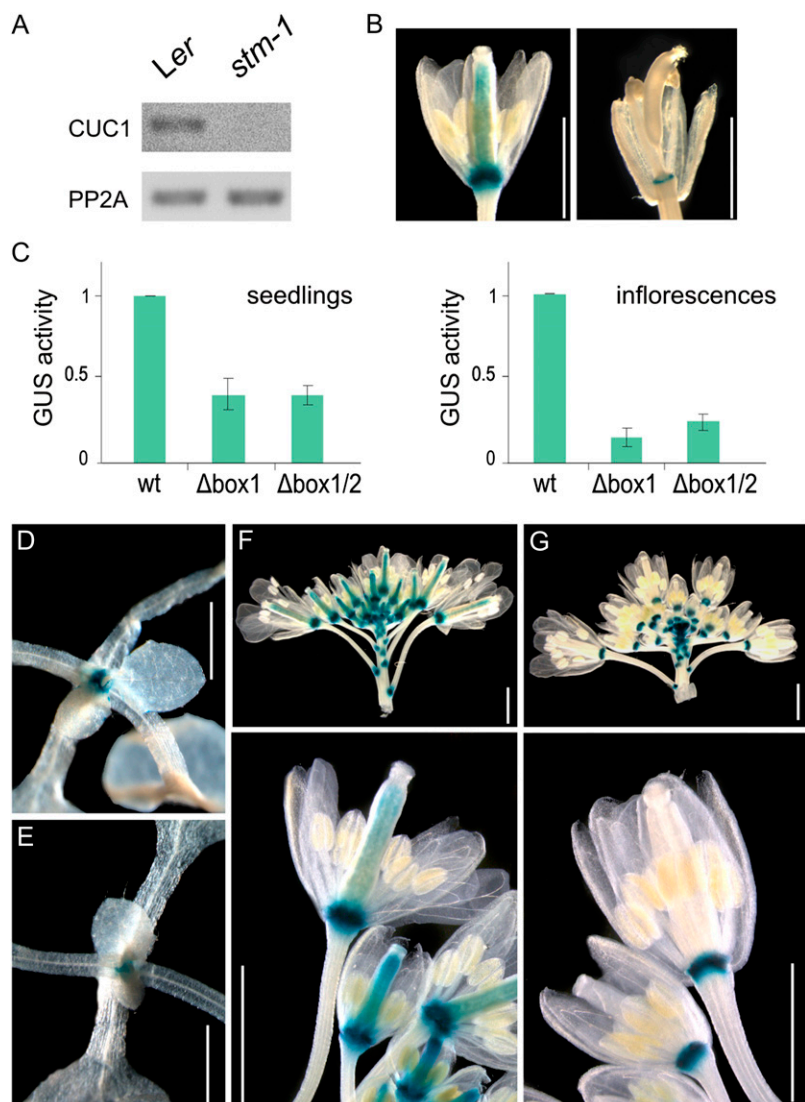 A
Ler
stm-1
CUC1
PP2A
B
C
GUS activity
1
0.5
0
seedlings
wt
Δbox1
Δbox1/2
GUS activity
1
0.5
0
inflorescences
wt
Δbox1
Δbox1/2
D
F
G
E